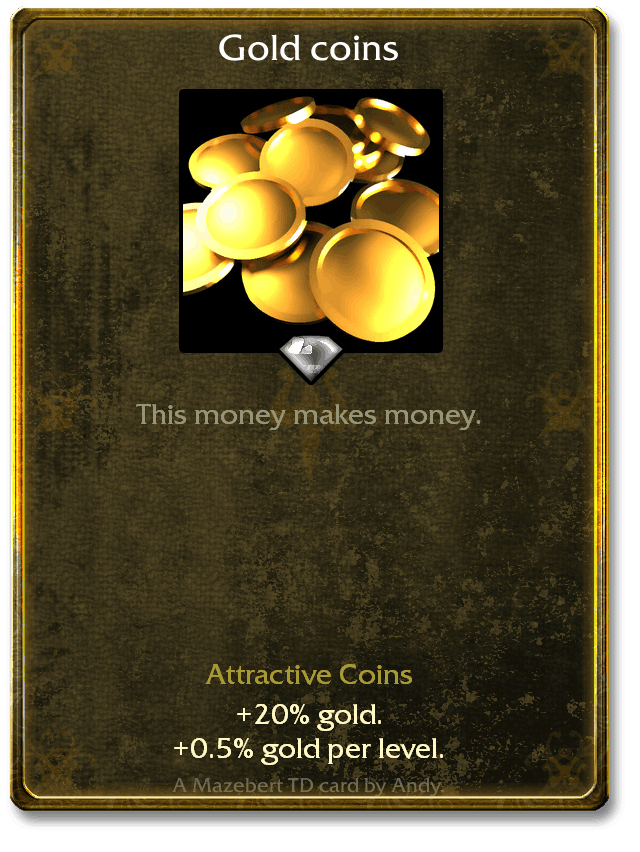 Gold coins
This money makes money.
Attractive Coins
+20% gold.
+0.5% gold per level.
A Mazebert TD card by Andy.